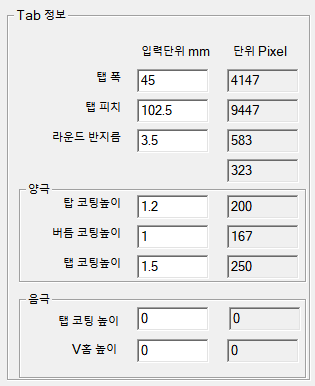 Tab 정보
입력단위 mm 단위 Pixel
탭 폭 45 4147
탭 피치 102.5 9447
라운드 반지름 3.5 583
323
양극
탑 코팅높이 1.2 200
버틈 코팅높이 1 167
탭 코팅높이 1.5 250
음극
탭 코팅 높이 0 0
V홈 높이 0 0